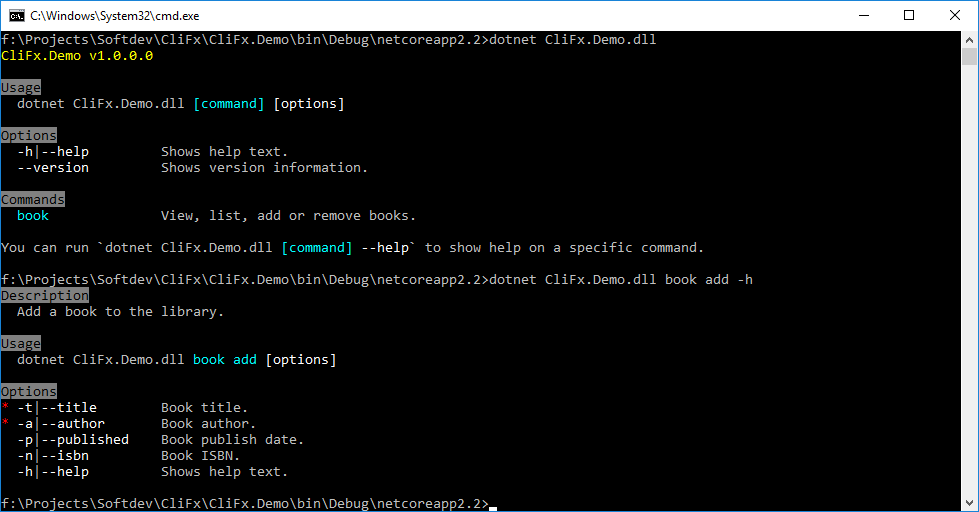 C:\Windows\System32\cmd.exe
f:\Projects\Softdev\CliFx\CliFx.Demo\bin\Debug\netcoreapp2.2>dotnet CliFx.Demo.dll
CliFx.Demo v1.0.0.0
Usage
dotnet CliFx.Demo.dll [command] [options]
Options
-h|--help Shows help text.
--version Shows version information.
Commands
book View, list, add or remove books.
You can run `dotnet CliFx.Demo.dll [command] --help` to show help on a specific command.
f:\Projects\Softdev\CliFx\CliFx.Demo\bin\Debug\netcoreapp2.2>dotnet CliFx.Demo.dll book add -h
Description
Add a book to the library.
Usage
dotnet CliFx.Demo.dll book add [options]
Options
* -t|--title Book title.
* -a|--author Book author.
-p|--published Book publish date.
-n|--isbn Book ISBN.
-h|--help Shows help text.
f:\Projects\Softdev\CliFx\CliFx.Demo\bin\Debug\netcoreapp2.2>